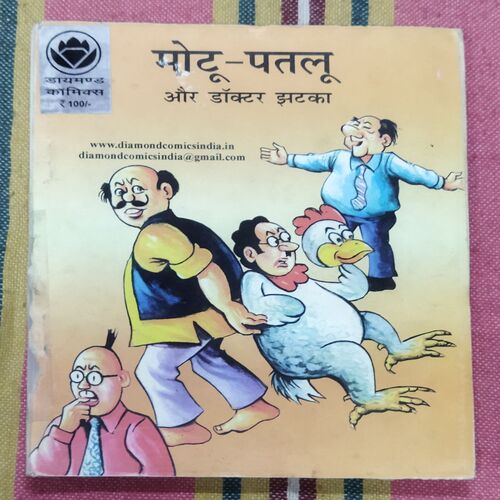 मोटू-पतलू
और डॉक्टर झटका
डायमण्ड
कॉमिक्स
₹ 100/-
www.diamondcomicsindia.in
diamondcomicsindia@gmail.com